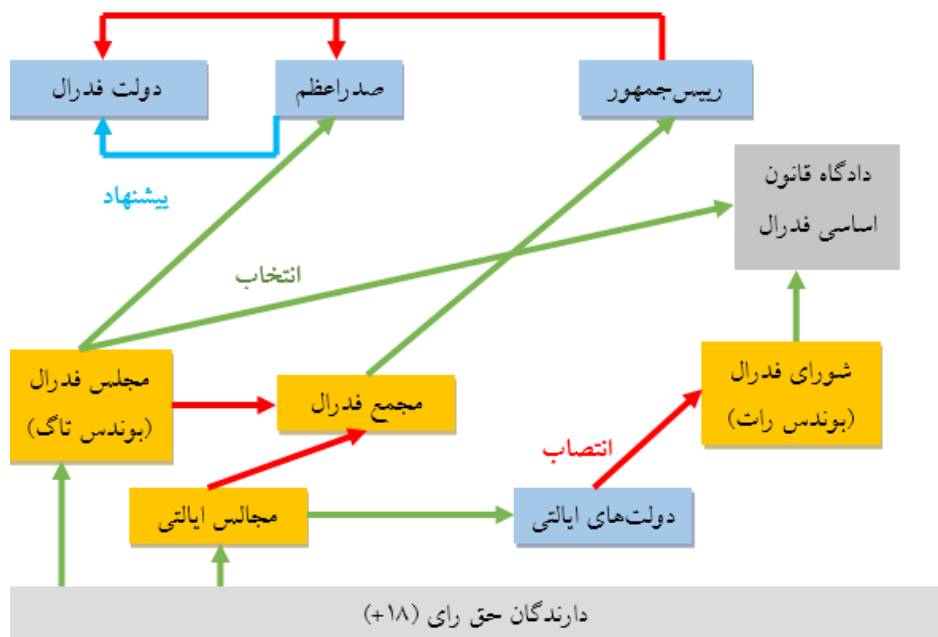 رییس‌جمهور
صدراعظم
دولت فدرال
پیشنهاد
دادگاه قانون
اساسی فدرال
انتخاب
شورای فدرال
(بوندس رات)
مجمع فدرال
مجلس فدرال
(بوندس تاگ)
انتصاب
دولت‌های ایالتی
مجالس ایالتی
دارندگان حق رای (۱۸+)